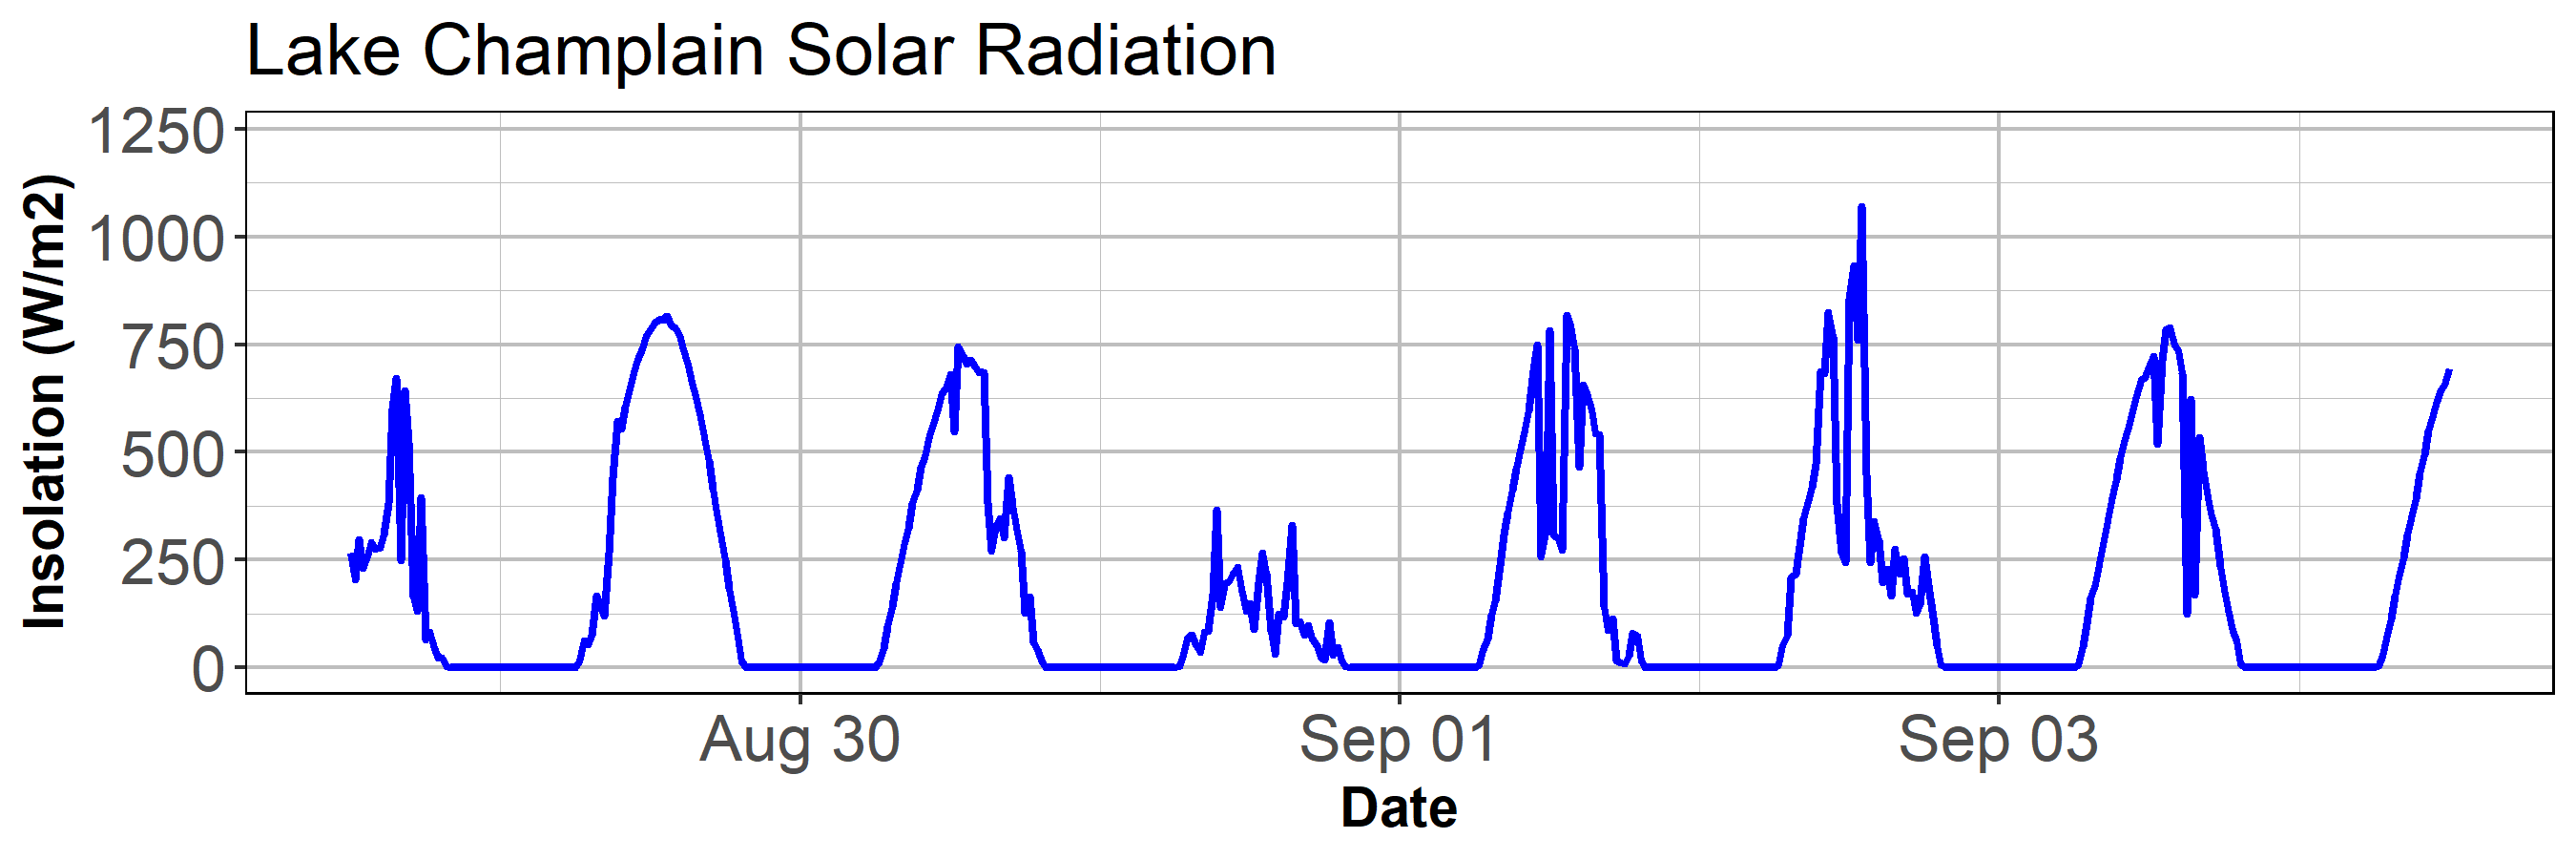 Lake Champlain Solar Radiation
Insolation (W/m2)
1250
1000
750
500
250
0
Aug 30 Sep 01 Sep 03
Date